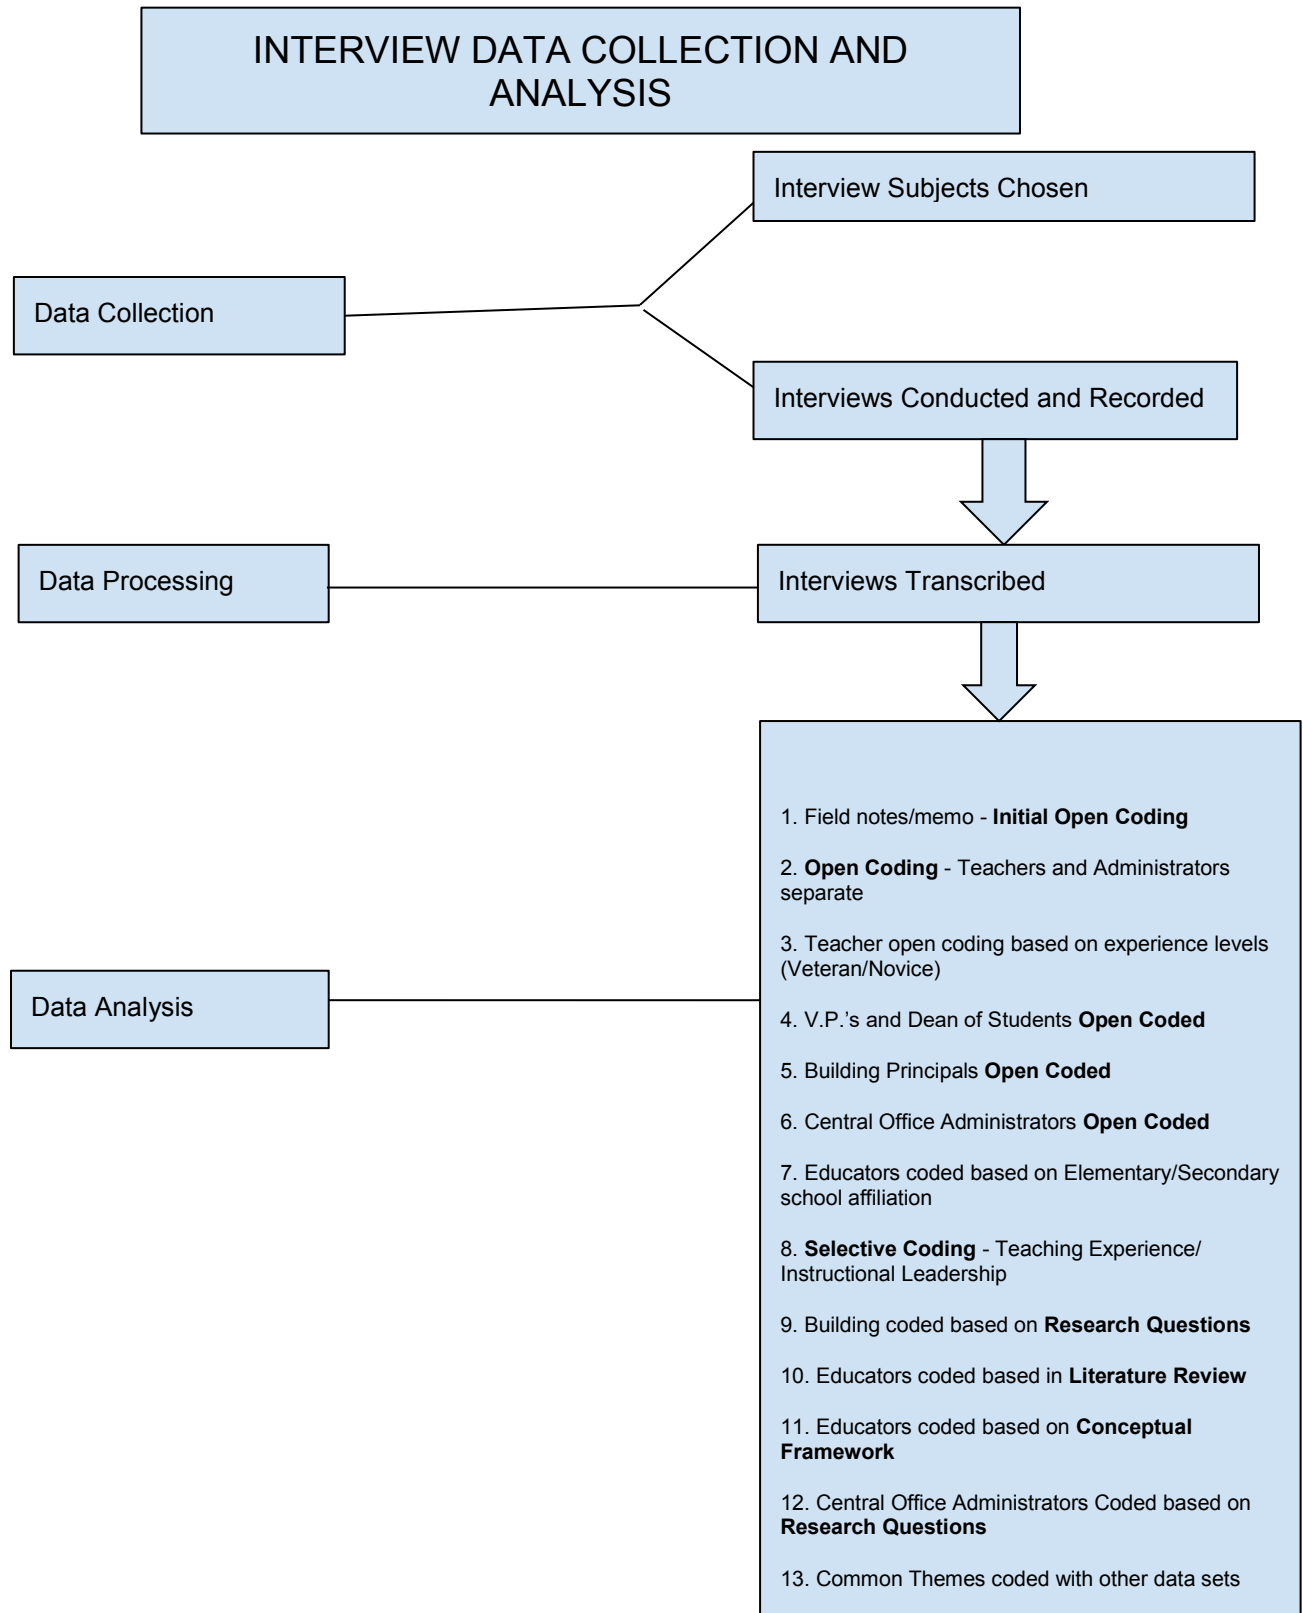 INTERVIEW DATA COLLECTION AND
ANALYSIS
Interview Subjects Chosen
Data Collection
Interviews Conducted and Recorded
Data Processing
Interviews Transcribed
Data Analysis
1. Field notes/memo - Initial Open Coding
2. Open Coding - Teachers and Administrators
separate
3. Teacher open coding based on experience levels
(Veteran/Novice)
4. V.P.'s and Dean of Students Open Coded
5. Building Principals Open Coded
6. Central Office Administrators Open Coded
7. Educators coded based on Elementary/Secondary
school affiliation
8. Selective Coding - Teaching Experience/
Instructional Leadership
9. Building coded based on Research Questions
10. Educators coded based in Literature Review
11. Educators coded based on Conceptual
Framework
12. Central Office Administrators Coded based on
Research Questions
13. Common Themes coded with other data sets